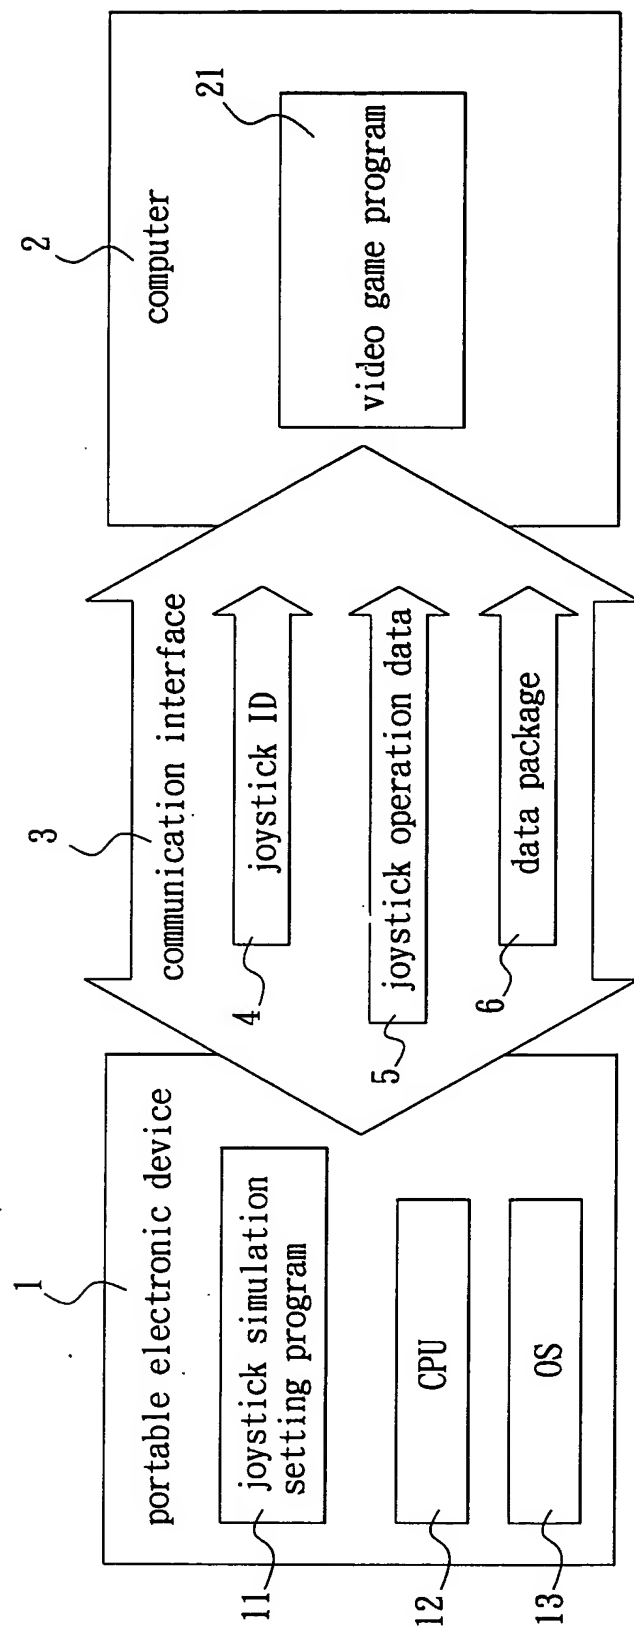 1
portable electronic device
joystick simulation
setting program
11
CPU
12
OS
13
3
communication interface
joystick ID
4
joystick operation data
5
data package
6
2
computer
21
video game program